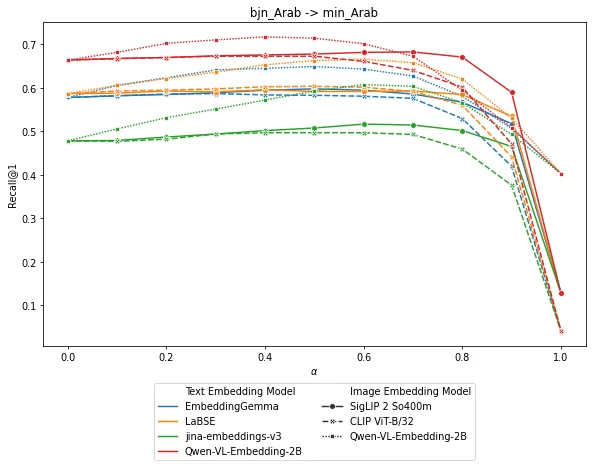 bjn_Arab -> min_Arab
0.7
0.6
0.5
0.4
0.3
0.2
0.1
Recall@1
0.0 0.2 0.4 0.6 0.8 1.0
α
Text Embedding Model Image Embedding Model
EmbeddingGemma SigLIP 2 So400m
LaBSE CLIP ViT-B/32
jina-embeddings-v3 Qwen-VL-Embedding-2B
Qwen-VL-Embedding-2B